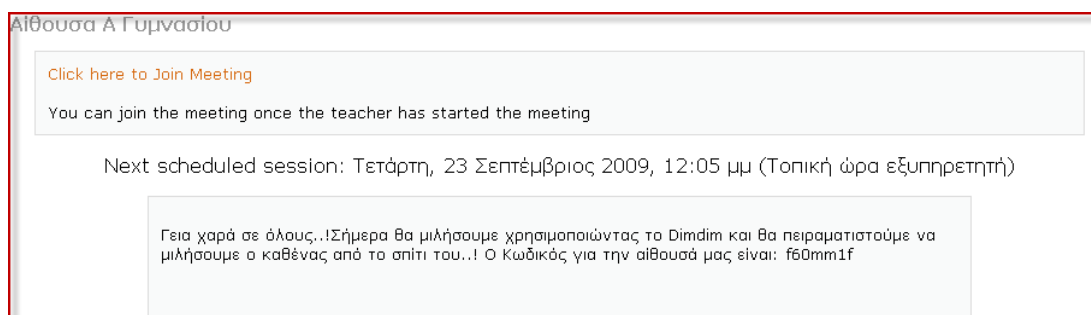 Αίθουσα Α Γυμνασίου
Click here to Join Meeting
You can join the meeting once the teacher has started the meeting
Next scheduled session: Τετάρτη, 23 Σεπτέμβριος 2009, 12:05 μμ (Τοπική ώρα εξυπηρετητή)
Γεια χαρά σε όλους..!Σήμερα θα μιλήσουμε χρησιμοποιώντας το Dimdim και θα πειραματιστούμε να
μιλήσουμε ο καθένας από το σπίτι του..! Ο Κωδικός για την αίθουσά μας είναι: f60mm1f